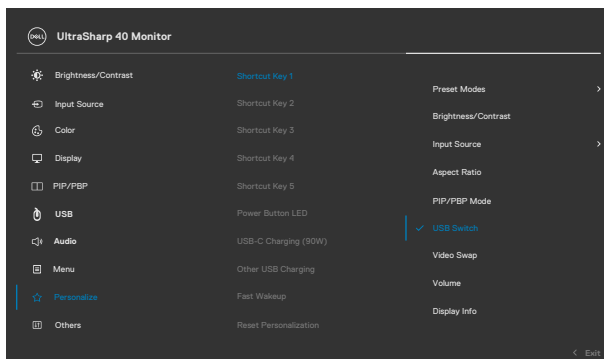 DELL UltraSharp 40 Monitor
Brightness/Contrast
Input Source
Color
Display
PIP/PBP
USB
Audio
Menu
Personalize
Others
Shortcut Key 1
Shortcut Key 2
Shortcut Key 3
Shortcut Key 4
Shortcut Key 5
Power Button LED
USB-C Charging (90W)
Other USB Charging
Fast Wakeup
Reset Personalization
Preset Modes
Brightness/Contrast
Input Source
Aspect Ratio
PIP/PBP Mode
USB Switch
Video Swap
Volume
Display Info
Exit